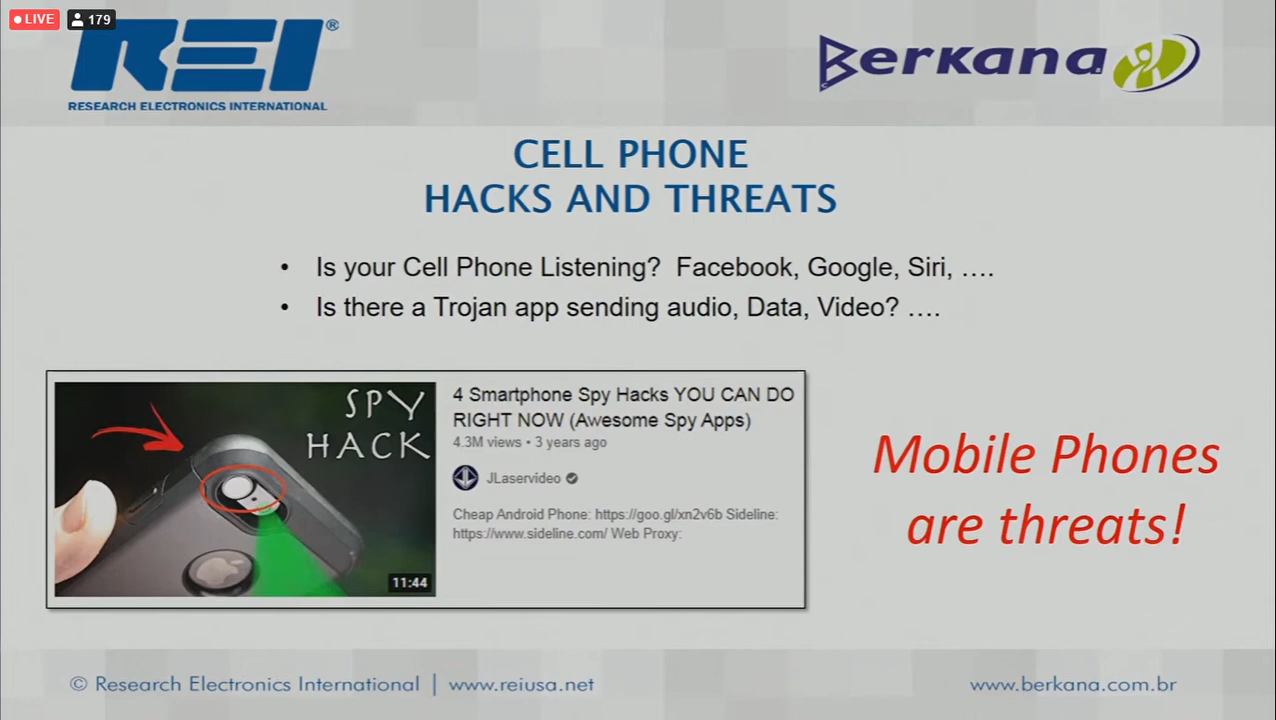 LIVE 179
REI®
RESEARCH ELECTRONICS INTERNATIONAL
Berkana®
CELL PHONE
HACKS AND THREATS
• Is your Cell Phone Listening? Facebook, Google, Siri, ….
• Is there a Trojan app sending audio, Data, Video? ….
SPY
HACK
11:44
4 Smartphone Spy Hacks YOU CAN DO
RIGHT NOW (Awesome Spy Apps)
4.3M views • 3 years ago
JLaservideo
Cheap Android Phone: https://goo.gl/xn2v6b Sideline:
https://www.sideline.com/ Web Proxy:
Mobile Phones
are threats!
© Research Electronics International | www.reiusa.net
www.berkana.com.br